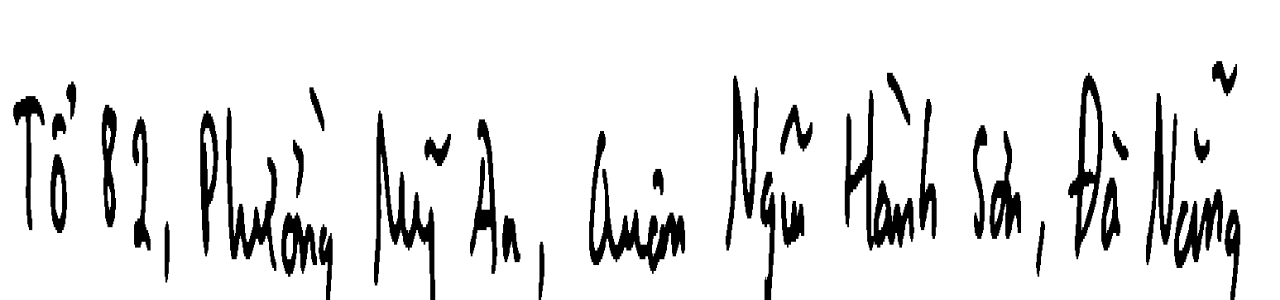 Tổ 82, Phường Mỹ An, Quận Ngũ Hành Sơn, Đà Nẵng